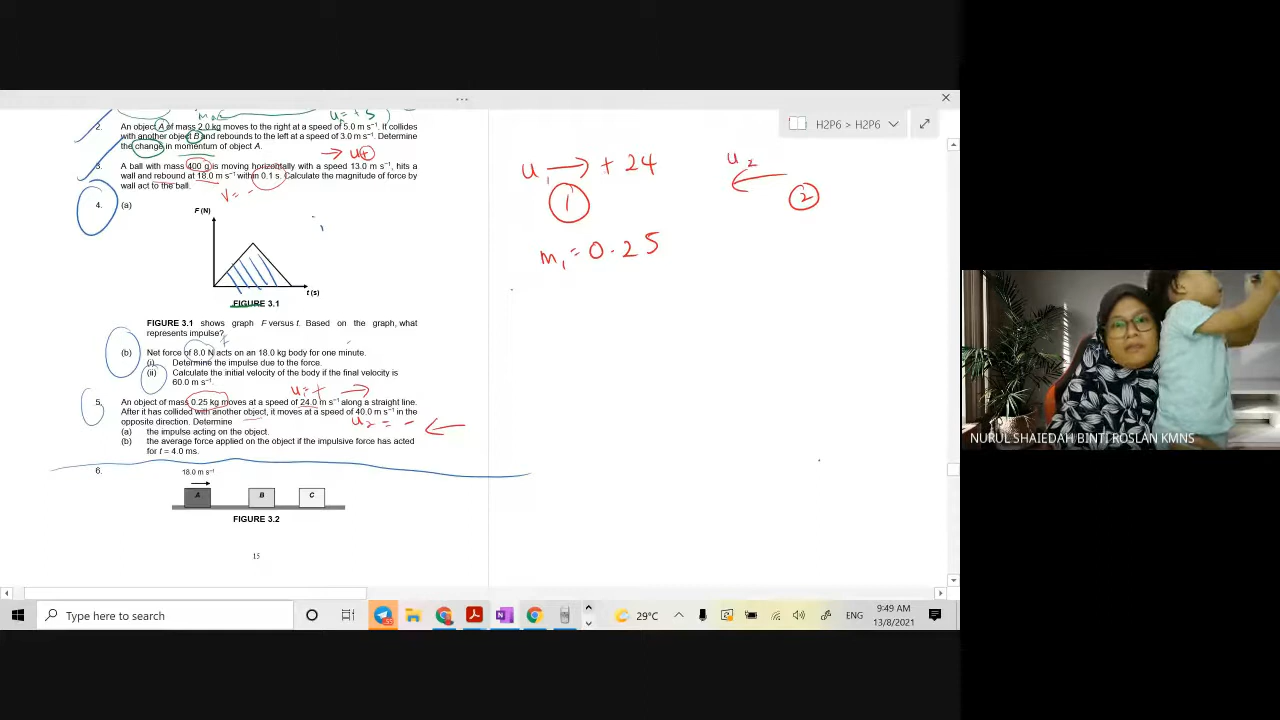 H2P6 > H2P6
u = + 5
2. An object A of mass 2.0 kg moves to the right at a speed of 5.0 m s⁻¹. It collides
with another object B and rebounds to the left at a speed of 3.0 m s⁻¹. Determine
the change in momentum of object A.
→ u +
3. A ball with mass 400 g is moving horizontally with a speed 13.0 m s⁻¹, hits a
wall and rebound at 18.0 m s⁻¹ within 0.1 s. Calculate the magnitude of force by
wall act to the ball.
V = -
4. (a)
F (N)
t (s)
FIGURE 3.1
FIGURE 3.1 shows graph F versus t. Based on the graph, what
represents impulse?
(b) Net force of 8.0 N acts on an 18.0 kg body for one minute.
(i) Determine the impulse due to the force.
(ii) Calculate the initial velocity of the body if the final velocity is
60.0 m s⁻¹.
u₁ = + →
5. An object of mass 0.25 kg moves at a speed of 24.0 m s⁻¹ along a straight line.
After it has collided with another object, it moves at a speed of 40.0 m s⁻¹ in the
opposite direction. Determine
u₂ = - ←
(a) the impulse acting on the object.
(b) the average force applied on the object if the impulsive force has acted
for t = 4.0 ms.
6.
18.0 m s⁻¹
A B C
FIGURE 3.2
15
u₁ → + 24
u₂ ←
1
2
m₁ = 0.25
NURUL SHAIEDAH BINTI ROSLAN KMNS
Type here to search
29°C
ENG
9:49 AM
13/8/2021